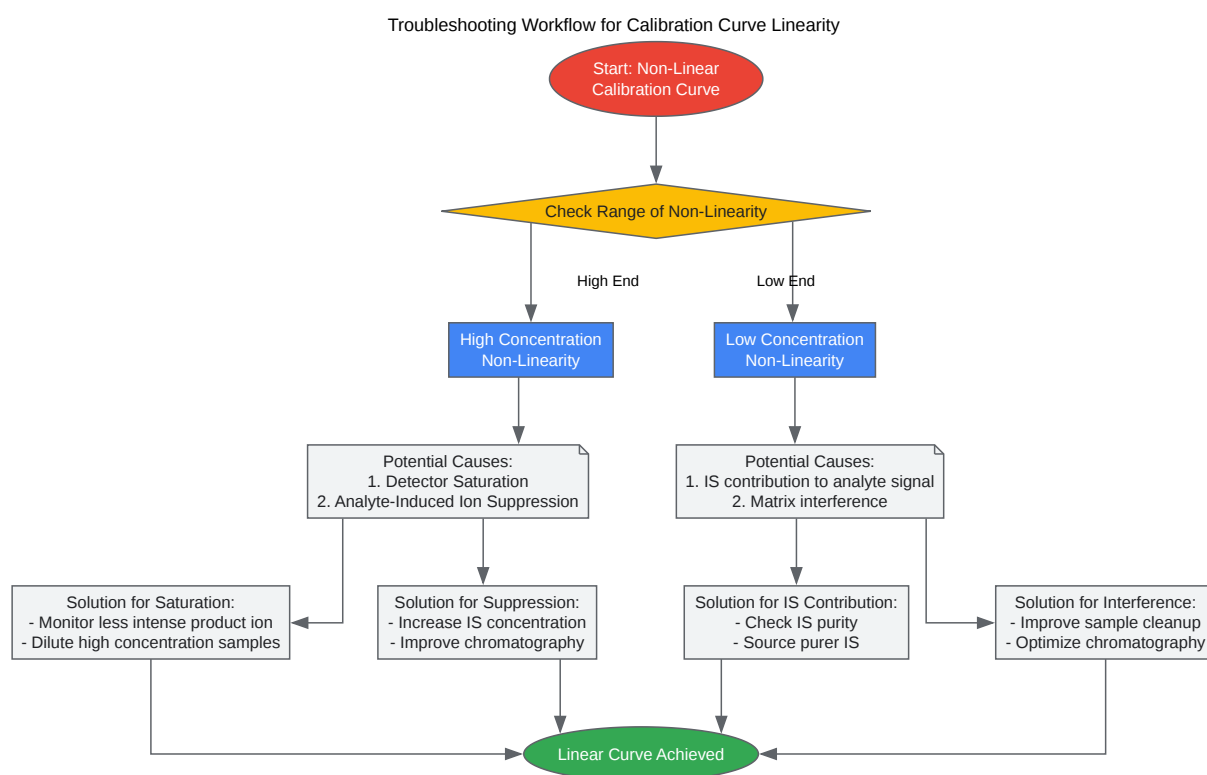 Troubleshooting Workflow for Calibration Curve Linearity
Start: Non-Linear
Calibration Curve
Check Range of Non-Linearity
High End
Low End
High Concentration
Non-Linearity
Low Concentration
Non-Linearity
Potential Causes:
1. Detector Saturation
2. Analyte-Induced Ion Suppression
Potential Causes:
1. IS contribution to analyte signal
2. Matrix interference
Solution for Saturation:
- Monitor less intense product ion
- Dilute high concentration samples
Solution for Suppression:
- Increase IS concentration
- Improve chromatography
Solution for IS Contribution:
- Check IS purity
- Source purer IS
Solution for Interference:
- Improve sample cleanup
- Optimize chromatography
Linear Curve Achieved